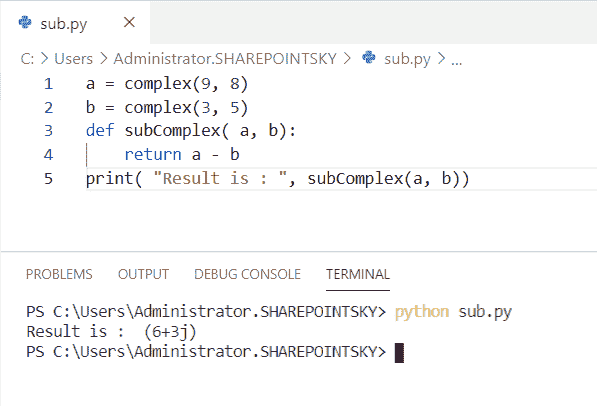 sub.py
C: > Users > Administrator.SHAREPOINTSKY > sub.py > ...
1 a = complex(9, 8)
2 b = complex(3, 5)
3 def subComplex( a, b):
4     return a - b
5 print( "Result is : ", subComplex(a, b))
PROBLEMS OUTPUT DEBUG CONSOLE TERMINAL
PS C:\Users\Administrator.SHAREPOINTSKY> python sub.py
Result is :  (6+3j)
PS C:\Users\Administrator.SHAREPOINTSKY>